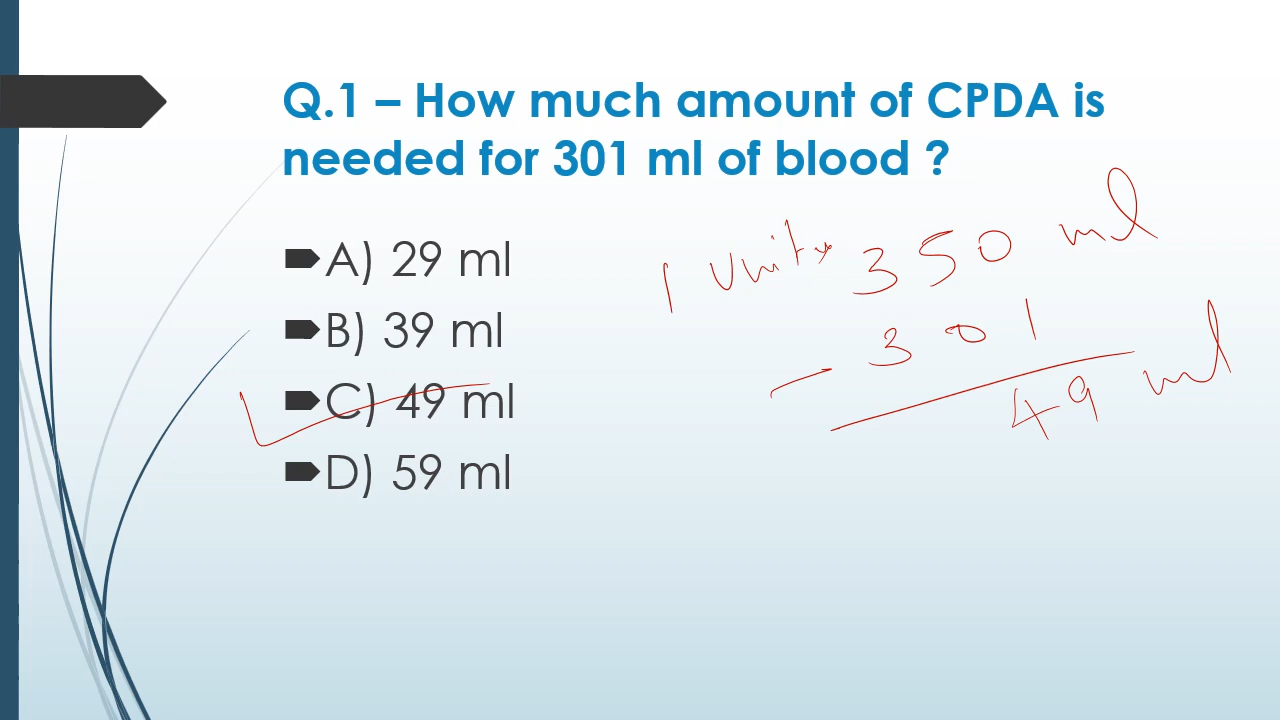 Q.1 – How much amount of CPDA is
needed for 301 ml of blood ?
A) 29 ml
B) 39 ml
C) 49 ml
D) 59 ml
1 Unit 350 ml
- 301
49 ml